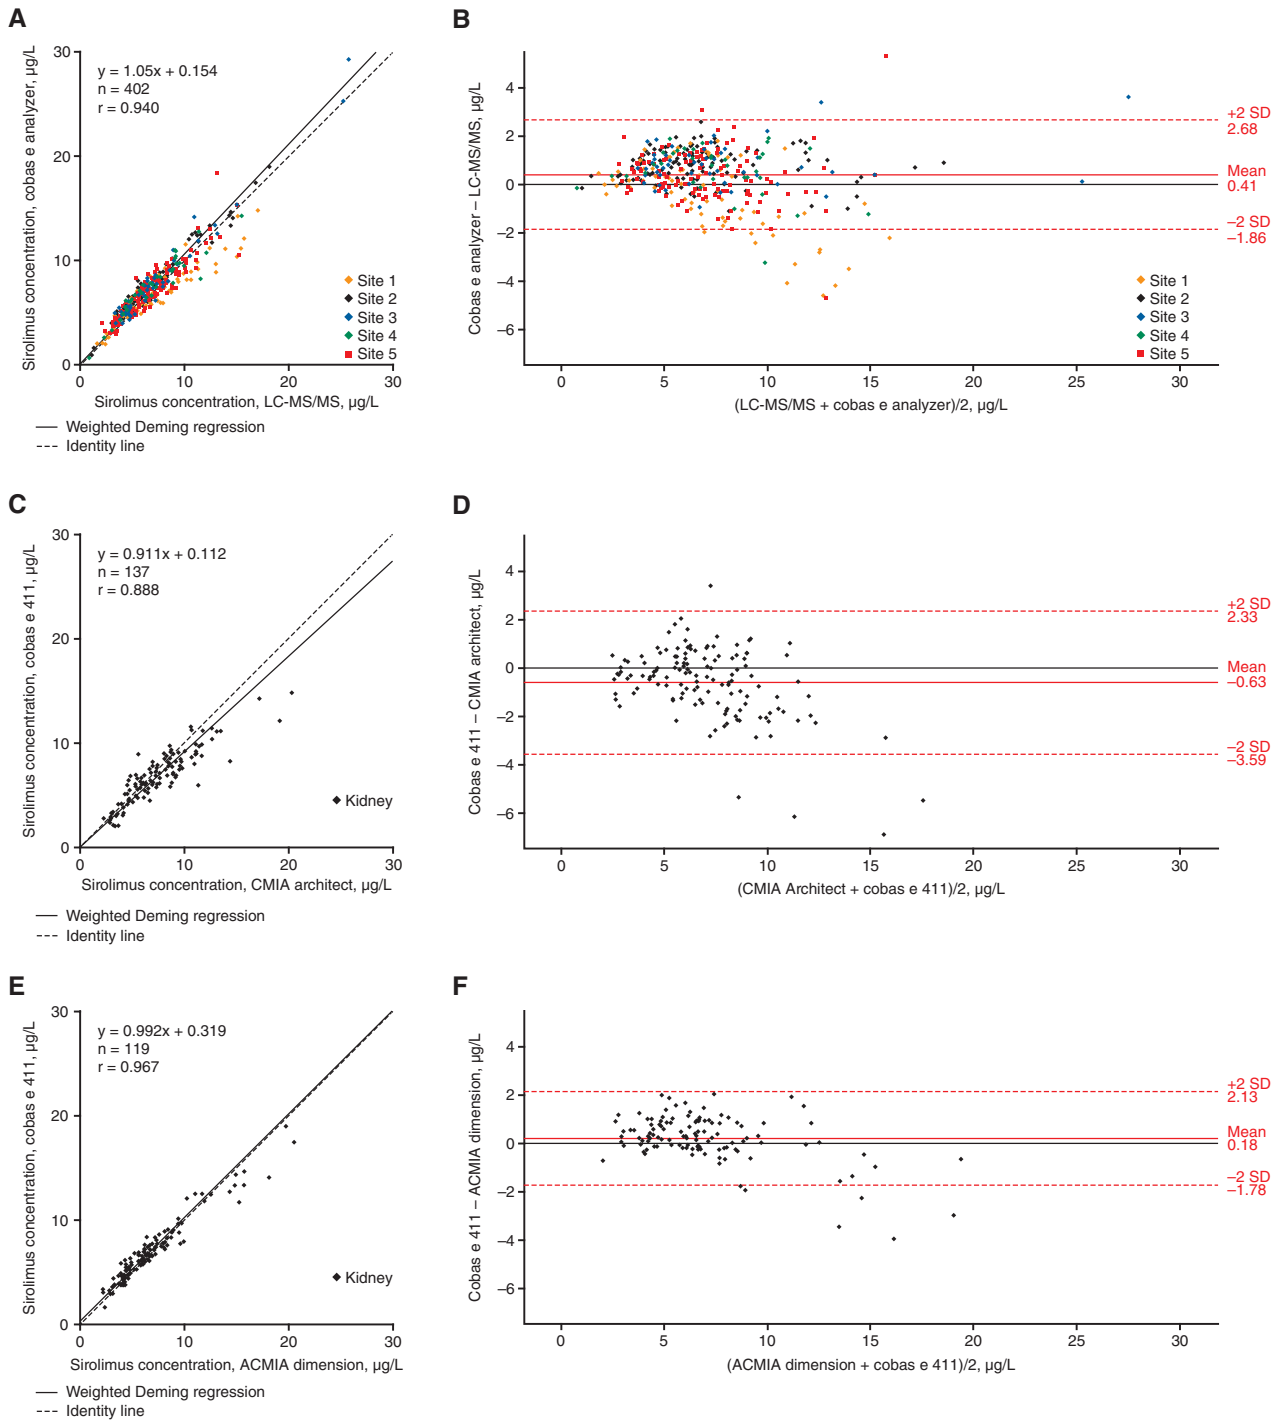 A
Sirolimus concentration, cobas e analyzer, µg/L
30
20
10
0
y = 1.05x + 0.154
n = 402
r = 0.940
Site 1
Site 2
Site 3
Site 4
Site 5
0 10 20 30
Sirolimus concentration, LC-MS/MS, µg/L
Weighted Deming regression
Identity line
B
Cobas e analyzer – LC-MS/MS, µg/L
4
2
0
–2
–4
–6
+2 SD
2.68
Mean
0.41
–2 SD
–1.86
Site 1
Site 2
Site 3
Site 4
Site 5
0 5 10 15 20 25 30
(LC-MS/MS + cobas e analyzer)/2, µg/L
C
Sirolimus concentration, cobas e 411, µg/L
30
20
10
0
y = 0.911x + 0.112
n = 137
r = 0.888
Kidney
0 10 20 30
Sirolimus concentration, CMIA architect, µg/L
Weighted Deming regression
Identity line
D
Cobas e 411 – CMIA architect, µg/L
4
2
0
–2
–4
–6
+2 SD
2.33
Mean
–0.63
–2 SD
–3.59
0 5 10 15 20 25 30
(CMIA Architect + cobas e 411)/2, µg/L
E
Sirolimus concentration, cobas e 411, µg/L
30
20
10
0
y = 0.992x + 0.319
n = 119
r = 0.967
Kidney
0 10 20 30
Sirolimus concentration, ACMIA dimension, µg/L
Weighted Deming regression
Identity line
F
Cobas e 411 – ACMIA dimension, µg/L
4
2
0
–2
–4
–6
+2 SD
2.13
Mean
0.18
–2 SD
–1.78
0 5 10 15 20 25 30
(ACMIA dimension + cobas e 411)/2, µg/L